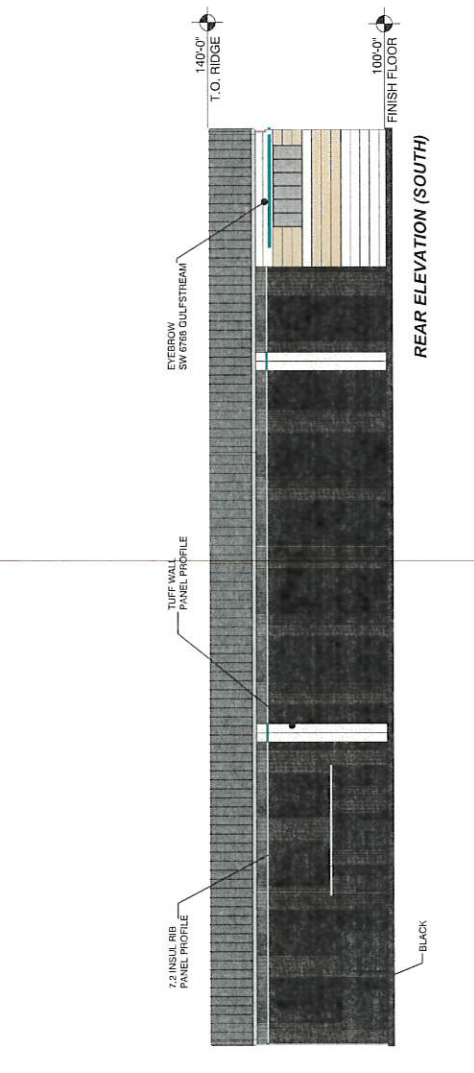 140'-0"
T.O. RIDGE
100'-0"
FINISH FLOOR
EYEBROW
SW 6768 GULFSTREAM
TUFF WALL
PANEL PROFILE
7.2 INSUL RIB
PANEL PROFILE
BLACK
REAR ELEVATION (SOUTH)